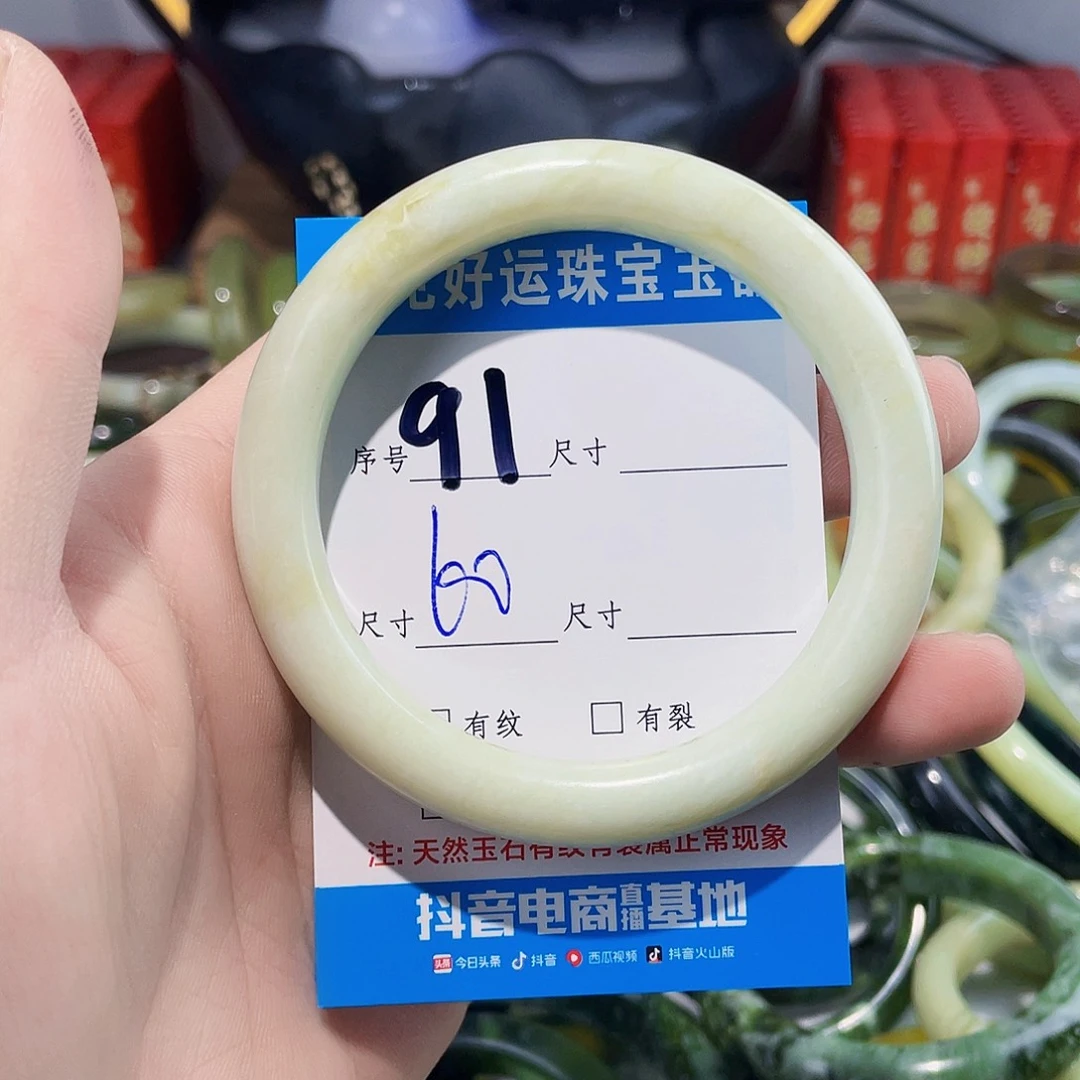 好运珠宝玉
序号 91 尺寸
尺寸 60 尺寸
有纹 有裂
注: 天然玉石有纹有裂属正常现象
抖音电商直播基地
头条 今日头条 抖音 西瓜视频 抖音火山版